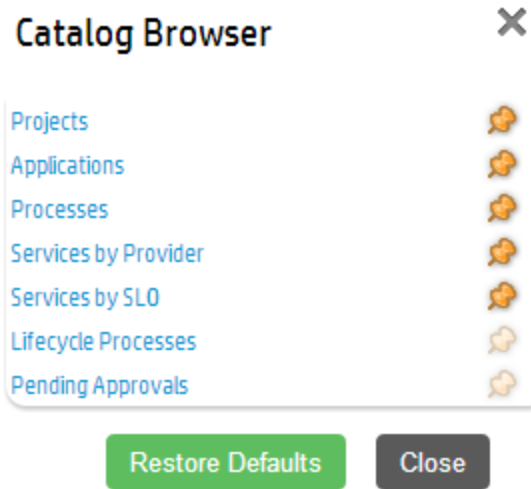 Catalog Browser
Projects
Applications
Processes
Services by Provider
Services by SLO
Lifecycle Processes
Pending Approvals
Restore Defaults
Close